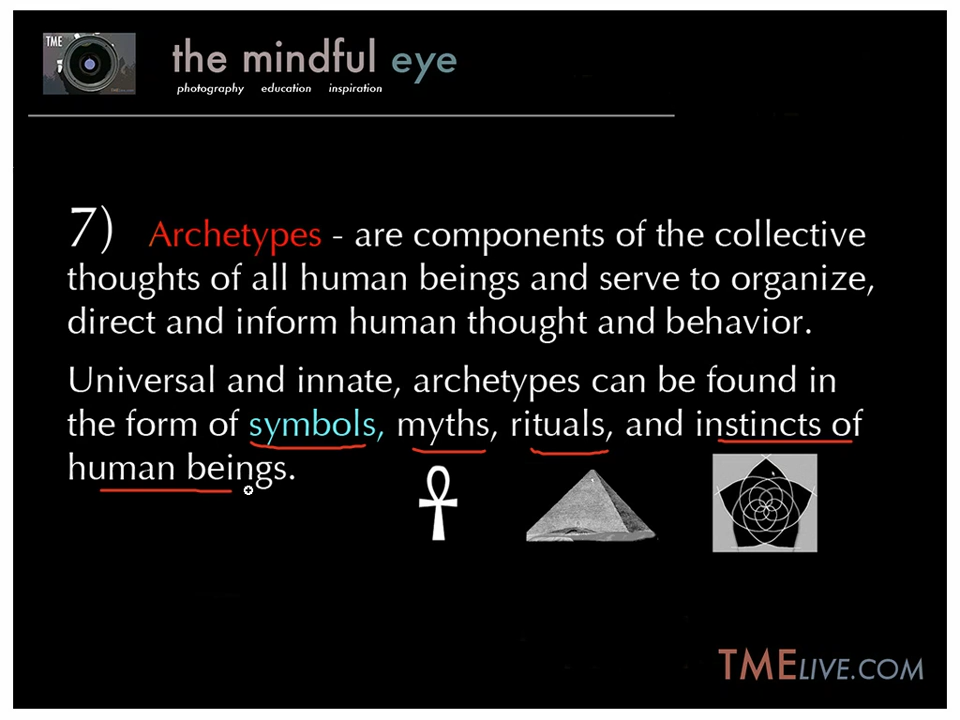 TME
TMELive.com
the mindful eye
photography education inspiration
7) Archetypes - are components of the collective
thoughts of all human beings and serve to organize,
direct and inform human thought and behavior.
Universal and innate, archetypes can be found in
the form of symbols, myths, rituals, and instincts of
human beings.
TMELIVE.COM